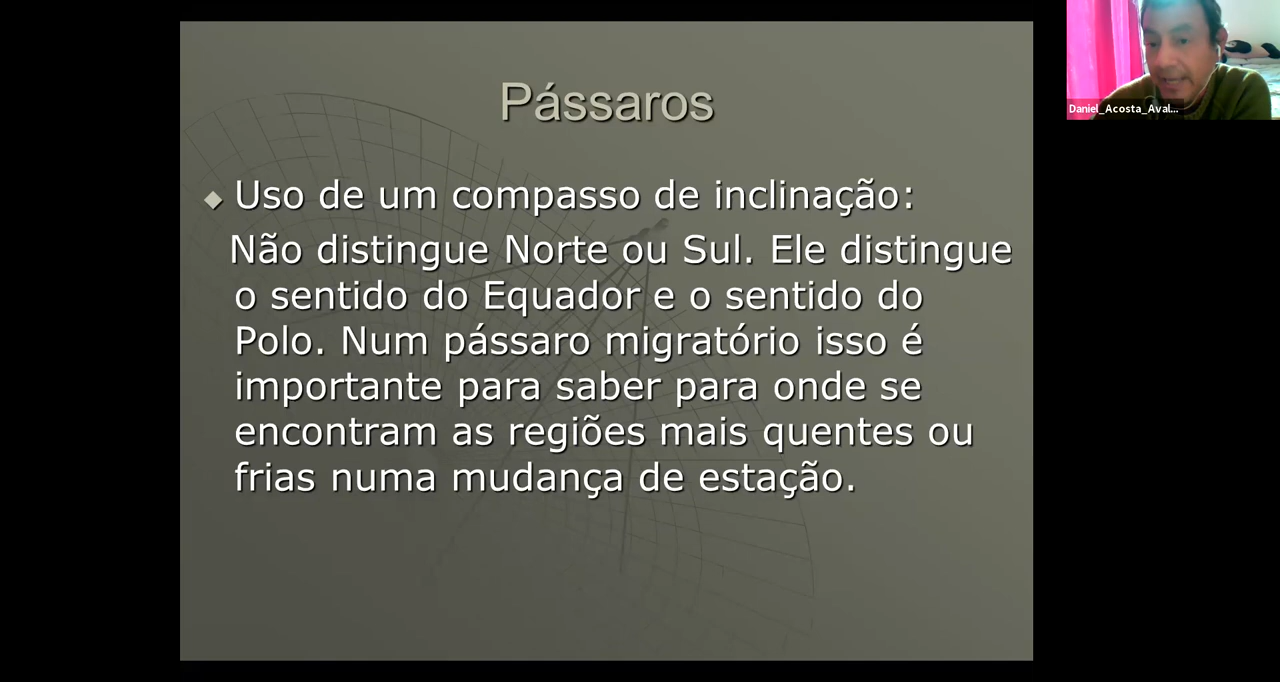 Pássaros
Uso de um compasso de inclinação:
Não distingue Norte ou Sul. Ele distingue
o sentido do Equador e o sentido do
Polo. Num pássaro migratório isso é
importante para saber para onde se
encontram as regiões mais quentes ou
frias numa mudança de estação.
Daniel_Acosta_Aval...